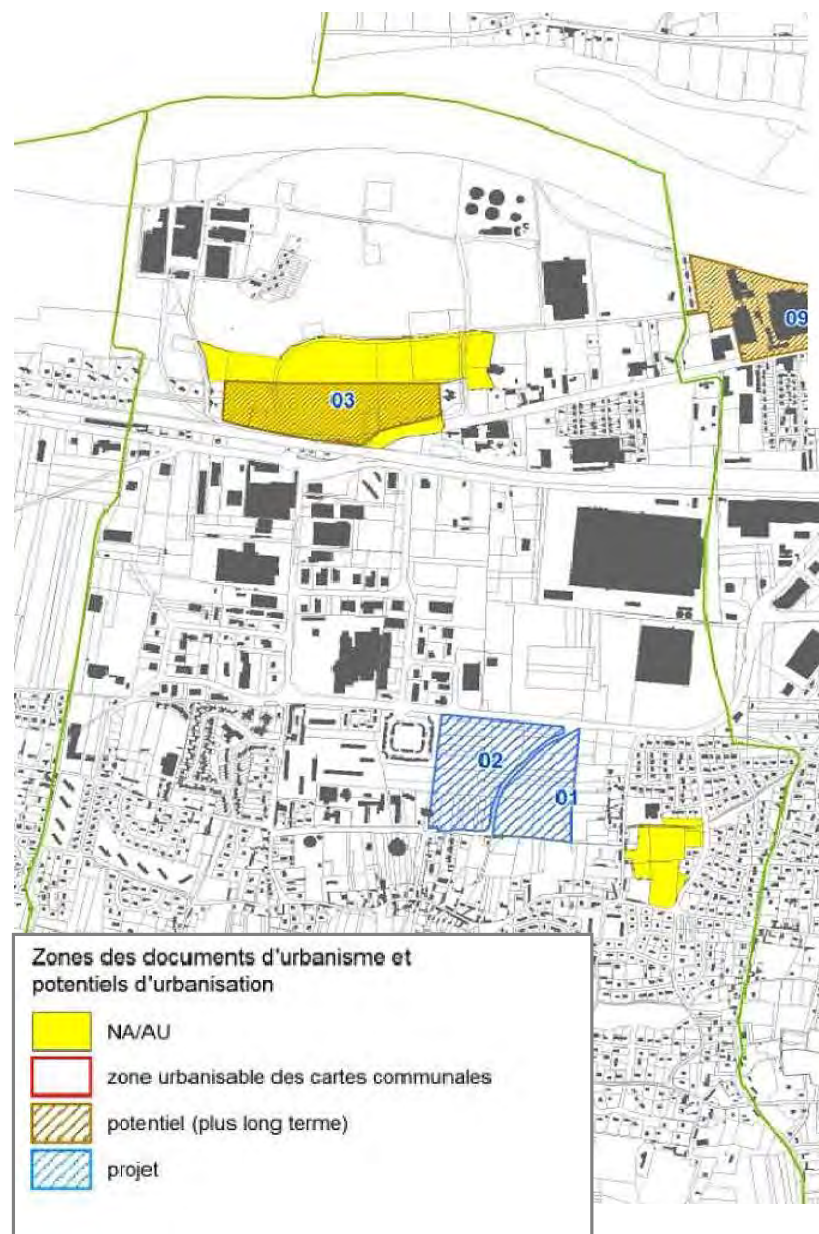 09
03
02
01
Zones des documents d'urbanisme et
potentiels d'urbanisation
NA/AU
zone urbanisable des cartes communales
potentiel (plus long terme)
projet